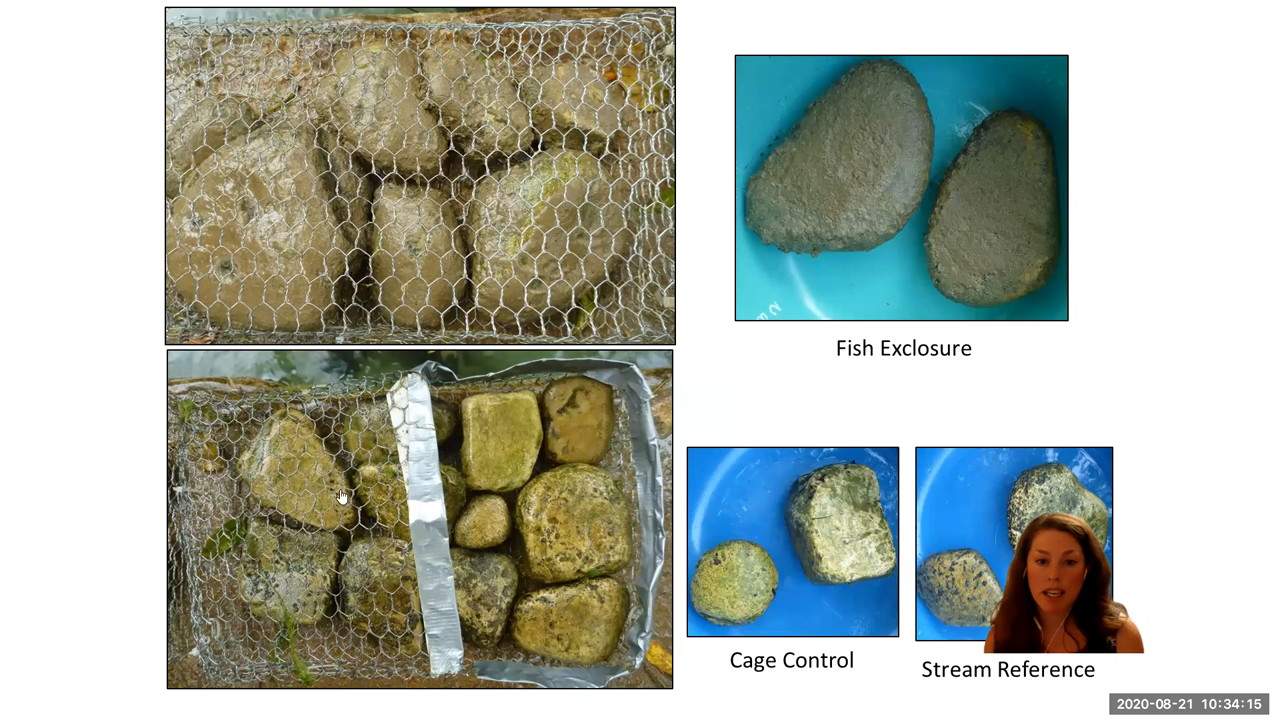 Fish Exclosure
Cage Control
Stream Reference
2020-08-21 10:34:15